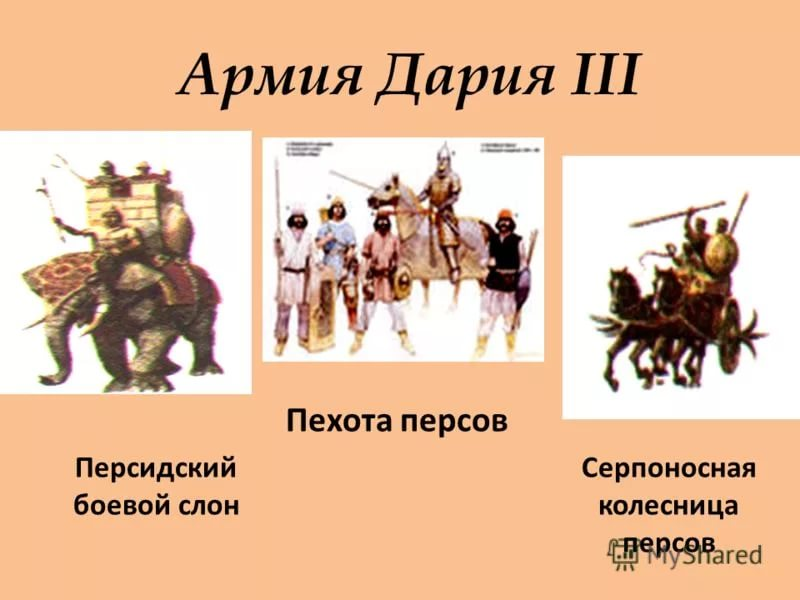 Армия Дария III
Пехота персов
Персидский
боевой слон
Серпоносная
колесница
персов
MyShared